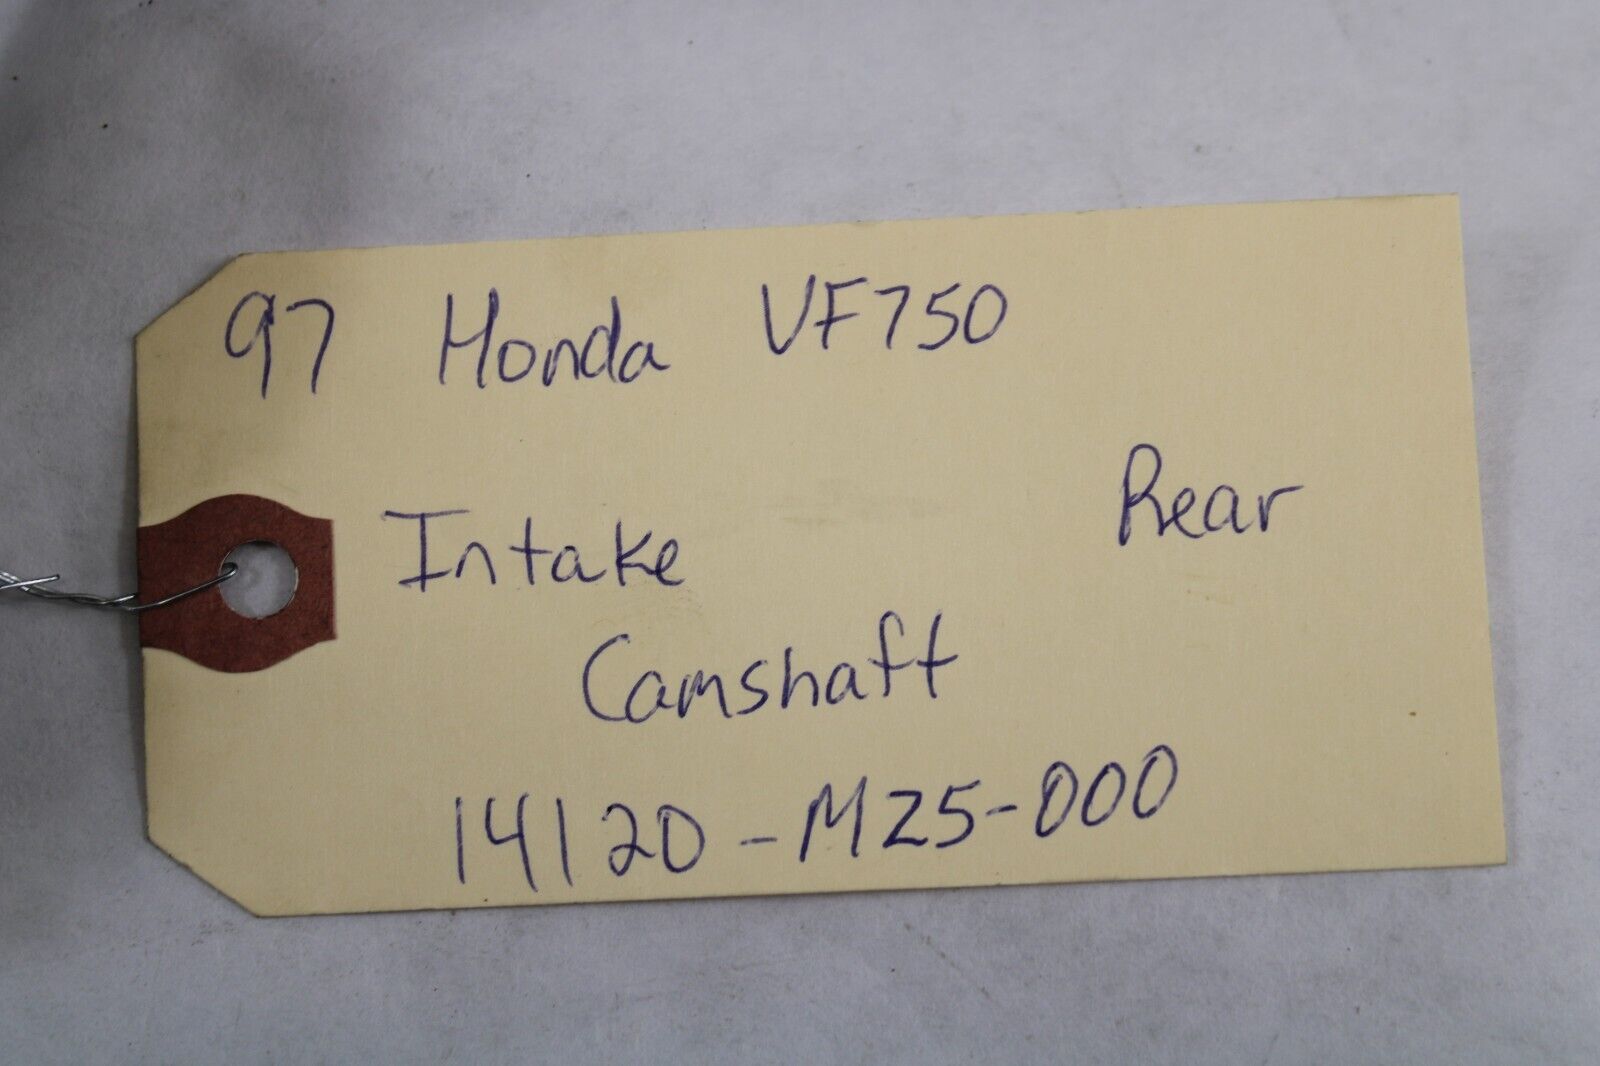 97 Honda VF750
Intake Rear
Camshaft
14120-MZ5-000